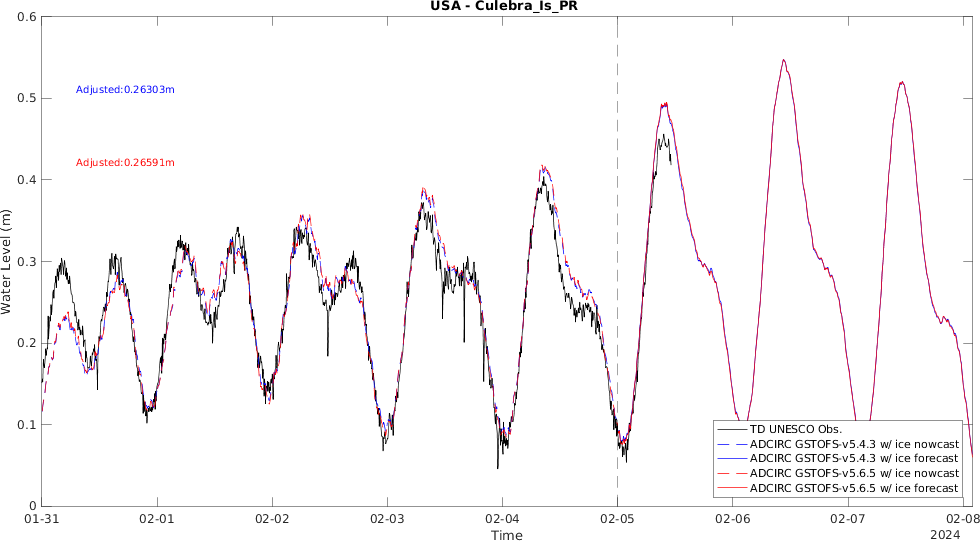 USA - Culebra_Is_PR
0.6
0.5
0.4
0.3
0.2
0.1
0
Water Level (m)
Adjusted:0.26303m
Adjusted:0.26591m
TD UNESCO Obs.
ADCIRC GSTOFS-v5.4.3 w/ ice nowcast
ADCIRC GSTOFS-v5.4.3 w/ ice forecast
ADCIRC GSTOFS-v5.6.5 w/ ice nowcast
ADCIRC GSTOFS-v5.6.5 w/ ice forecast
01-31 02-01 02-02 02-03 02-04 02-05 02-06 02-07 02-08
Time
2024